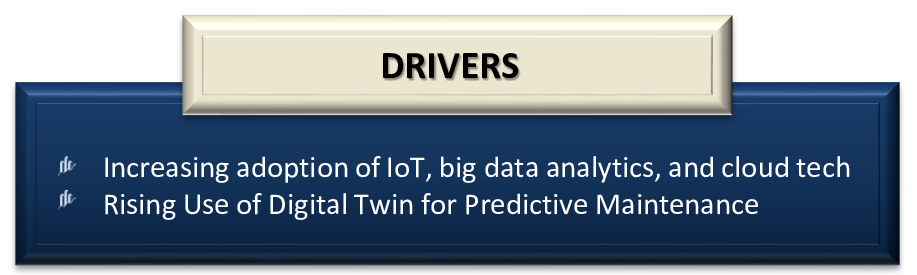 DRIVERS
Increasing adoption of IoT, big data analytics, and cloud tech
Rising Use of Digital Twin for Predictive Maintenance